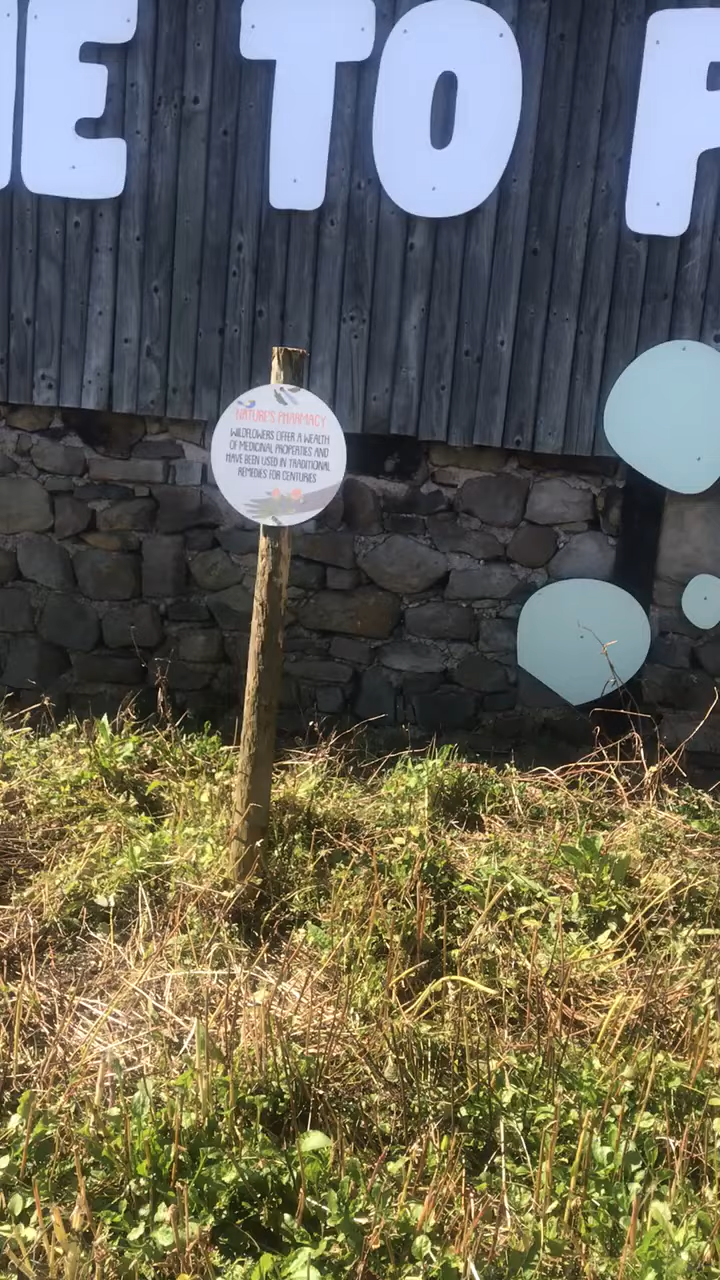 E TO
NATURE'S PHARMACY
WILDFLOWERS OFFER A WEALTH
OF MEDICINAL PROPERTIES AND
HAVE BEEN USED IN TRADITIONAL
REMEDIES FOR CENTURIES